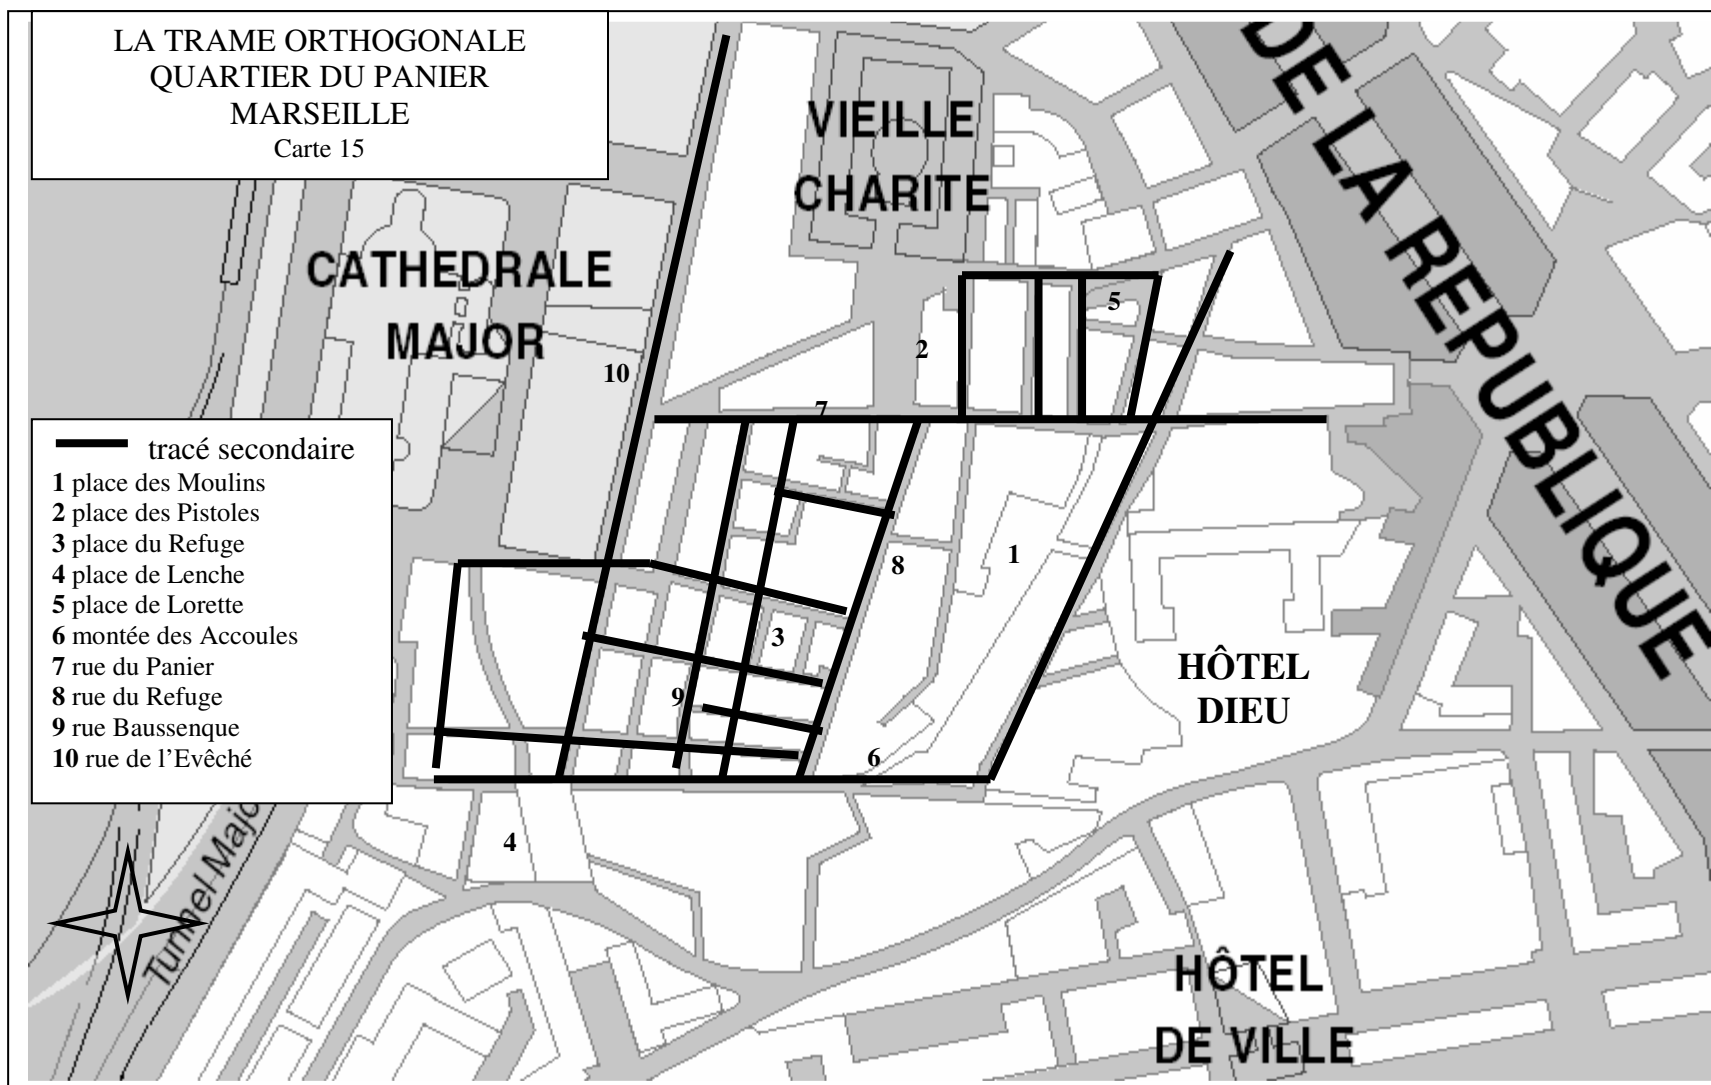 LA TRAME ORTHOGONALE
QUARTIER DU PANIER
MARSEILLE
Carte 15
DE LA REPUBLIQUE
VIEILLE
CHARITE
CATHEDRALE
MAJOR
5
2
10
7
tracé secondaire
1 place des Moulins
2 place des Pistoles
3 place du Refuge
4 place de Lenche
5 place de Lorette
6 montée des Accoules
7 rue du Panier
8 rue du Refuge
9 rue Baussenque
10 rue de l'Evêché
1
8
3
9
6
HÔTEL
DIEU
4
Tunnel Major
HÔTEL
DE VILLE